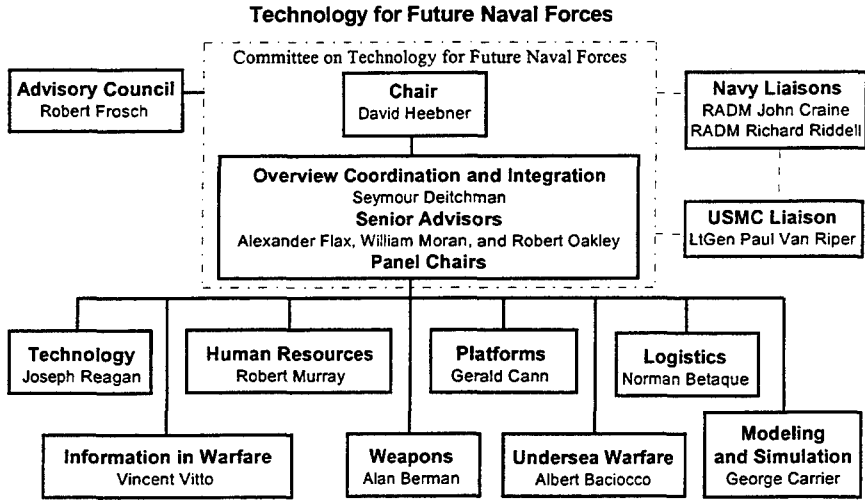 Technology for Future Naval Forces
Committee on Technology for Future Naval Forces
Advisory Council
Robert Frosch
Chair
David Heebner
Navy Liaisons
RADM John Craine
RADM Richard Riddell
Overview Coordination and Integration
Seymour Deitchman
Senior Advisors
Alexander Flax, William Moran, and Robert Oakley
Panel Chairs
USMC Liaison
LtGen Paul Van Riper
Technology
Joseph Reagan
Human Resources
Robert Murray
Platforms
Gerald Cann
Logistics
Norman Betaque
Information in Warfare
Vincent Vitto
Weapons
Alan Berman
Undersea Warfare
Albert Baciocco
Modeling
and Simulation
George Carrier